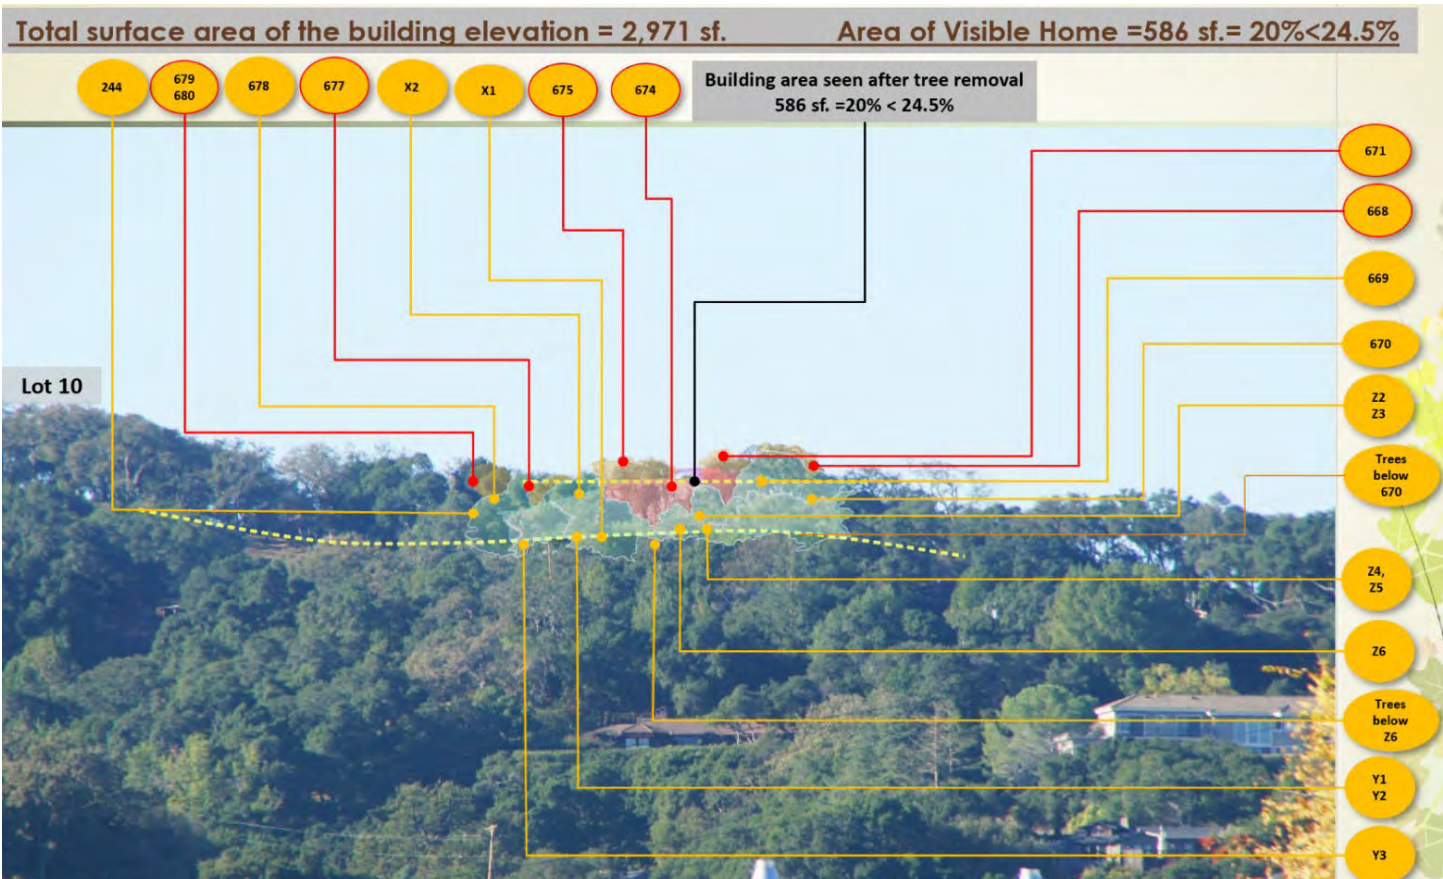 Total surface area of the building elevation = 2,971 sf. Area of Visible Home =586 sf.= 20%<24.5%
244
679
680
678
677
X2
X1
675
674
Building area seen after tree removal
586 sf. =20% < 24.5%
671
668
669
670
Lot 10
Z2
Z3
Trees
below
670
Z4,
Z5
Z6
Trees
below
Z6
Y1
Y2
Y3